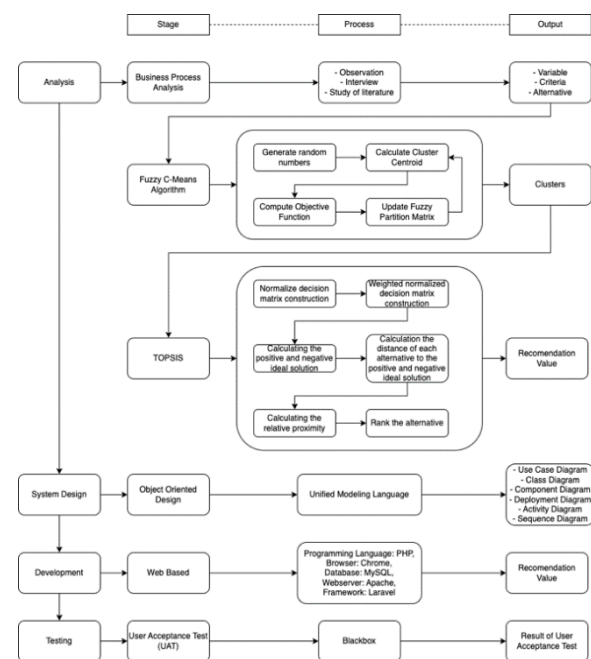 Stage
Process
Output
Analysis
Business Process
Analysis
- Observation
- Interview
- Study of literature
- Variable
- Criteria
- Alternative
Fuzzy C-Means
Algorithm
Generate random
numbers
Calculate Cluster
Centroid
Compute Objective
Function
Update Fuzzy
Partition Matrix
Clusters
TOPSIS
Normalize decision
matrix construction
Weighted normalized
decision matrix
construction
Calculating the
positive and negative
ideal solution
Calculation the
distance of each
alternative to the
positive and negative
ideal solution
Calculating the
relative proximity
Rank the alternative
Recomendation
Value
System Design
Object Oriented
Design
Unified Modeling Language
- Use Case Diagram
- Class Diagram
- Component Diagram
- Deployment Diagram
- Activity Diagram
- Sequence Diagram
Development
Web Based
Programming Language: PHP,
Browser: Chrome,
Database: MySQL,
Webserver: Apache,
Framework: Laravel
Recomendation
Value
Testing
User Acceptance Test
(UAT)
Blackbox
Result of User
Acceptance Test